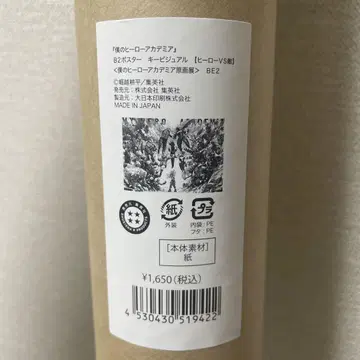 『僕のヒーローアカデミア』
B2ポスター キービジュアル 【ヒーローVS敵】
<僕のヒーローアカデミア原画展> BE2
©堀越耕平/集英社
発売元:株式会社 集英社
製造元:大日本印刷株式会社
MADE IN JAPAN
紙
外装
プラ
内袋:PE
フタ:PE
[本体素材]
紙
¥1,650(税込)
4 530430 519422